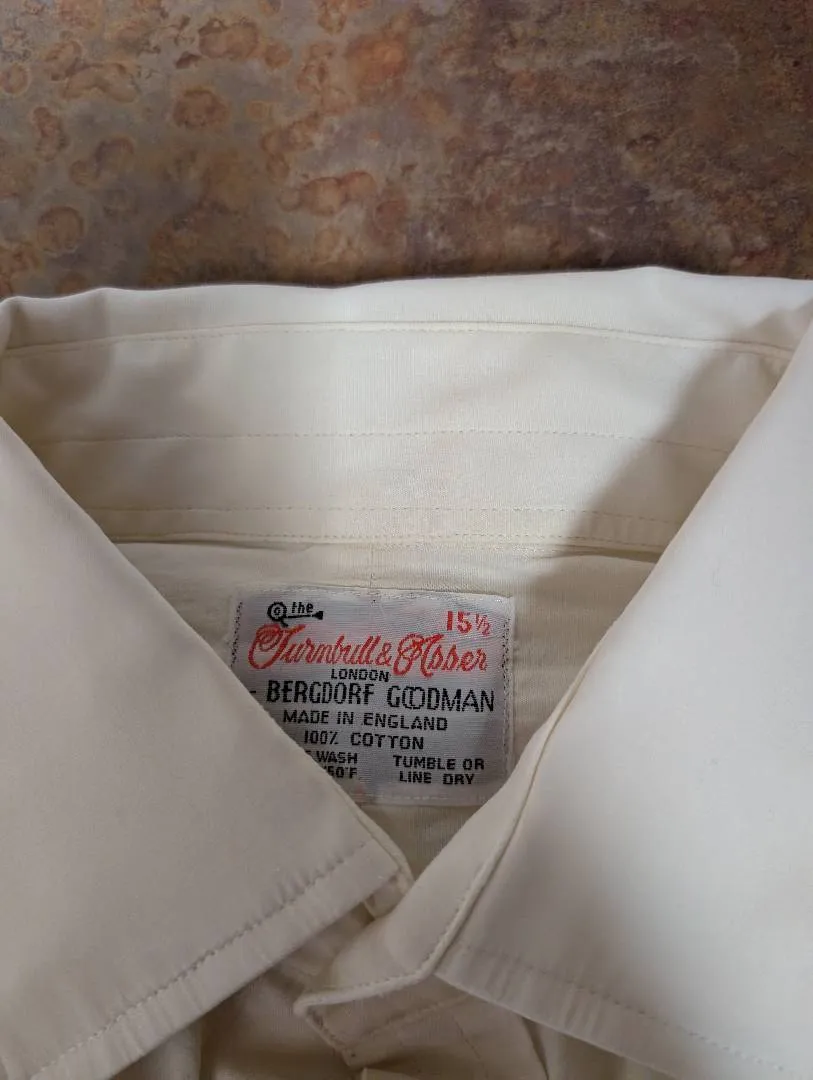 the 15½
Turnbull & Asser
LONDON
BERGDORF GOODMAN
MADE IN ENGLAND
100% COTTON
WASH TUMBLE OR
LINE DRY